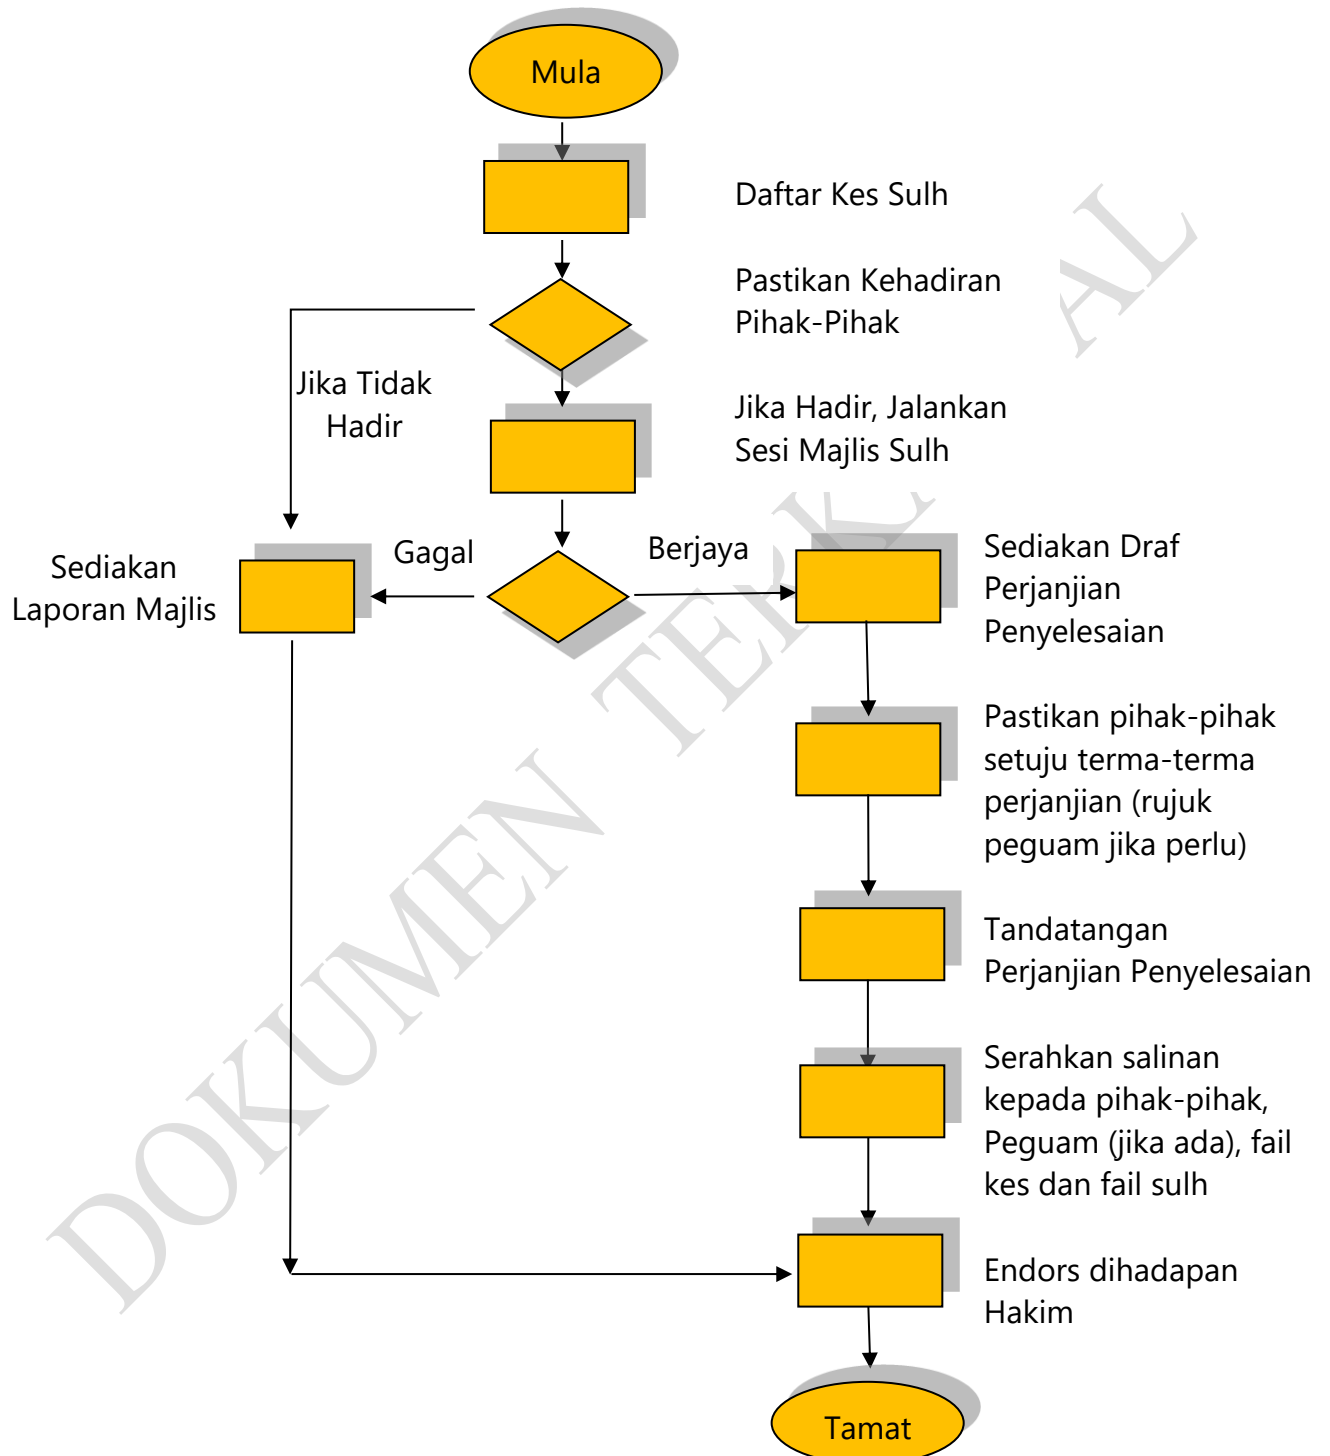 Mula
Daftar Kes Sulh
Pastikan Kehadiran
Pihak-Pihak
Jika Tidak
Hadir
Jika Hadir, Jalankan
Sesi Majlis Sulh
Gagal
Berjaya
Sediakan
Laporan Majlis
Sediakan Draf
Perjanjian
Penyelesaian
Pastikan pihak-pihak
setuju terma-terma
perjanjian (rujuk
peguam jika perlu)
Tandatangan
Perjanjian Penyelesaian
Serahkan salinan
kepada pihak-pihak,
Peguam (jika ada), fail
kes dan fail sulh
Endors dihadapan
Hakim
Tamat
DOKUMEN